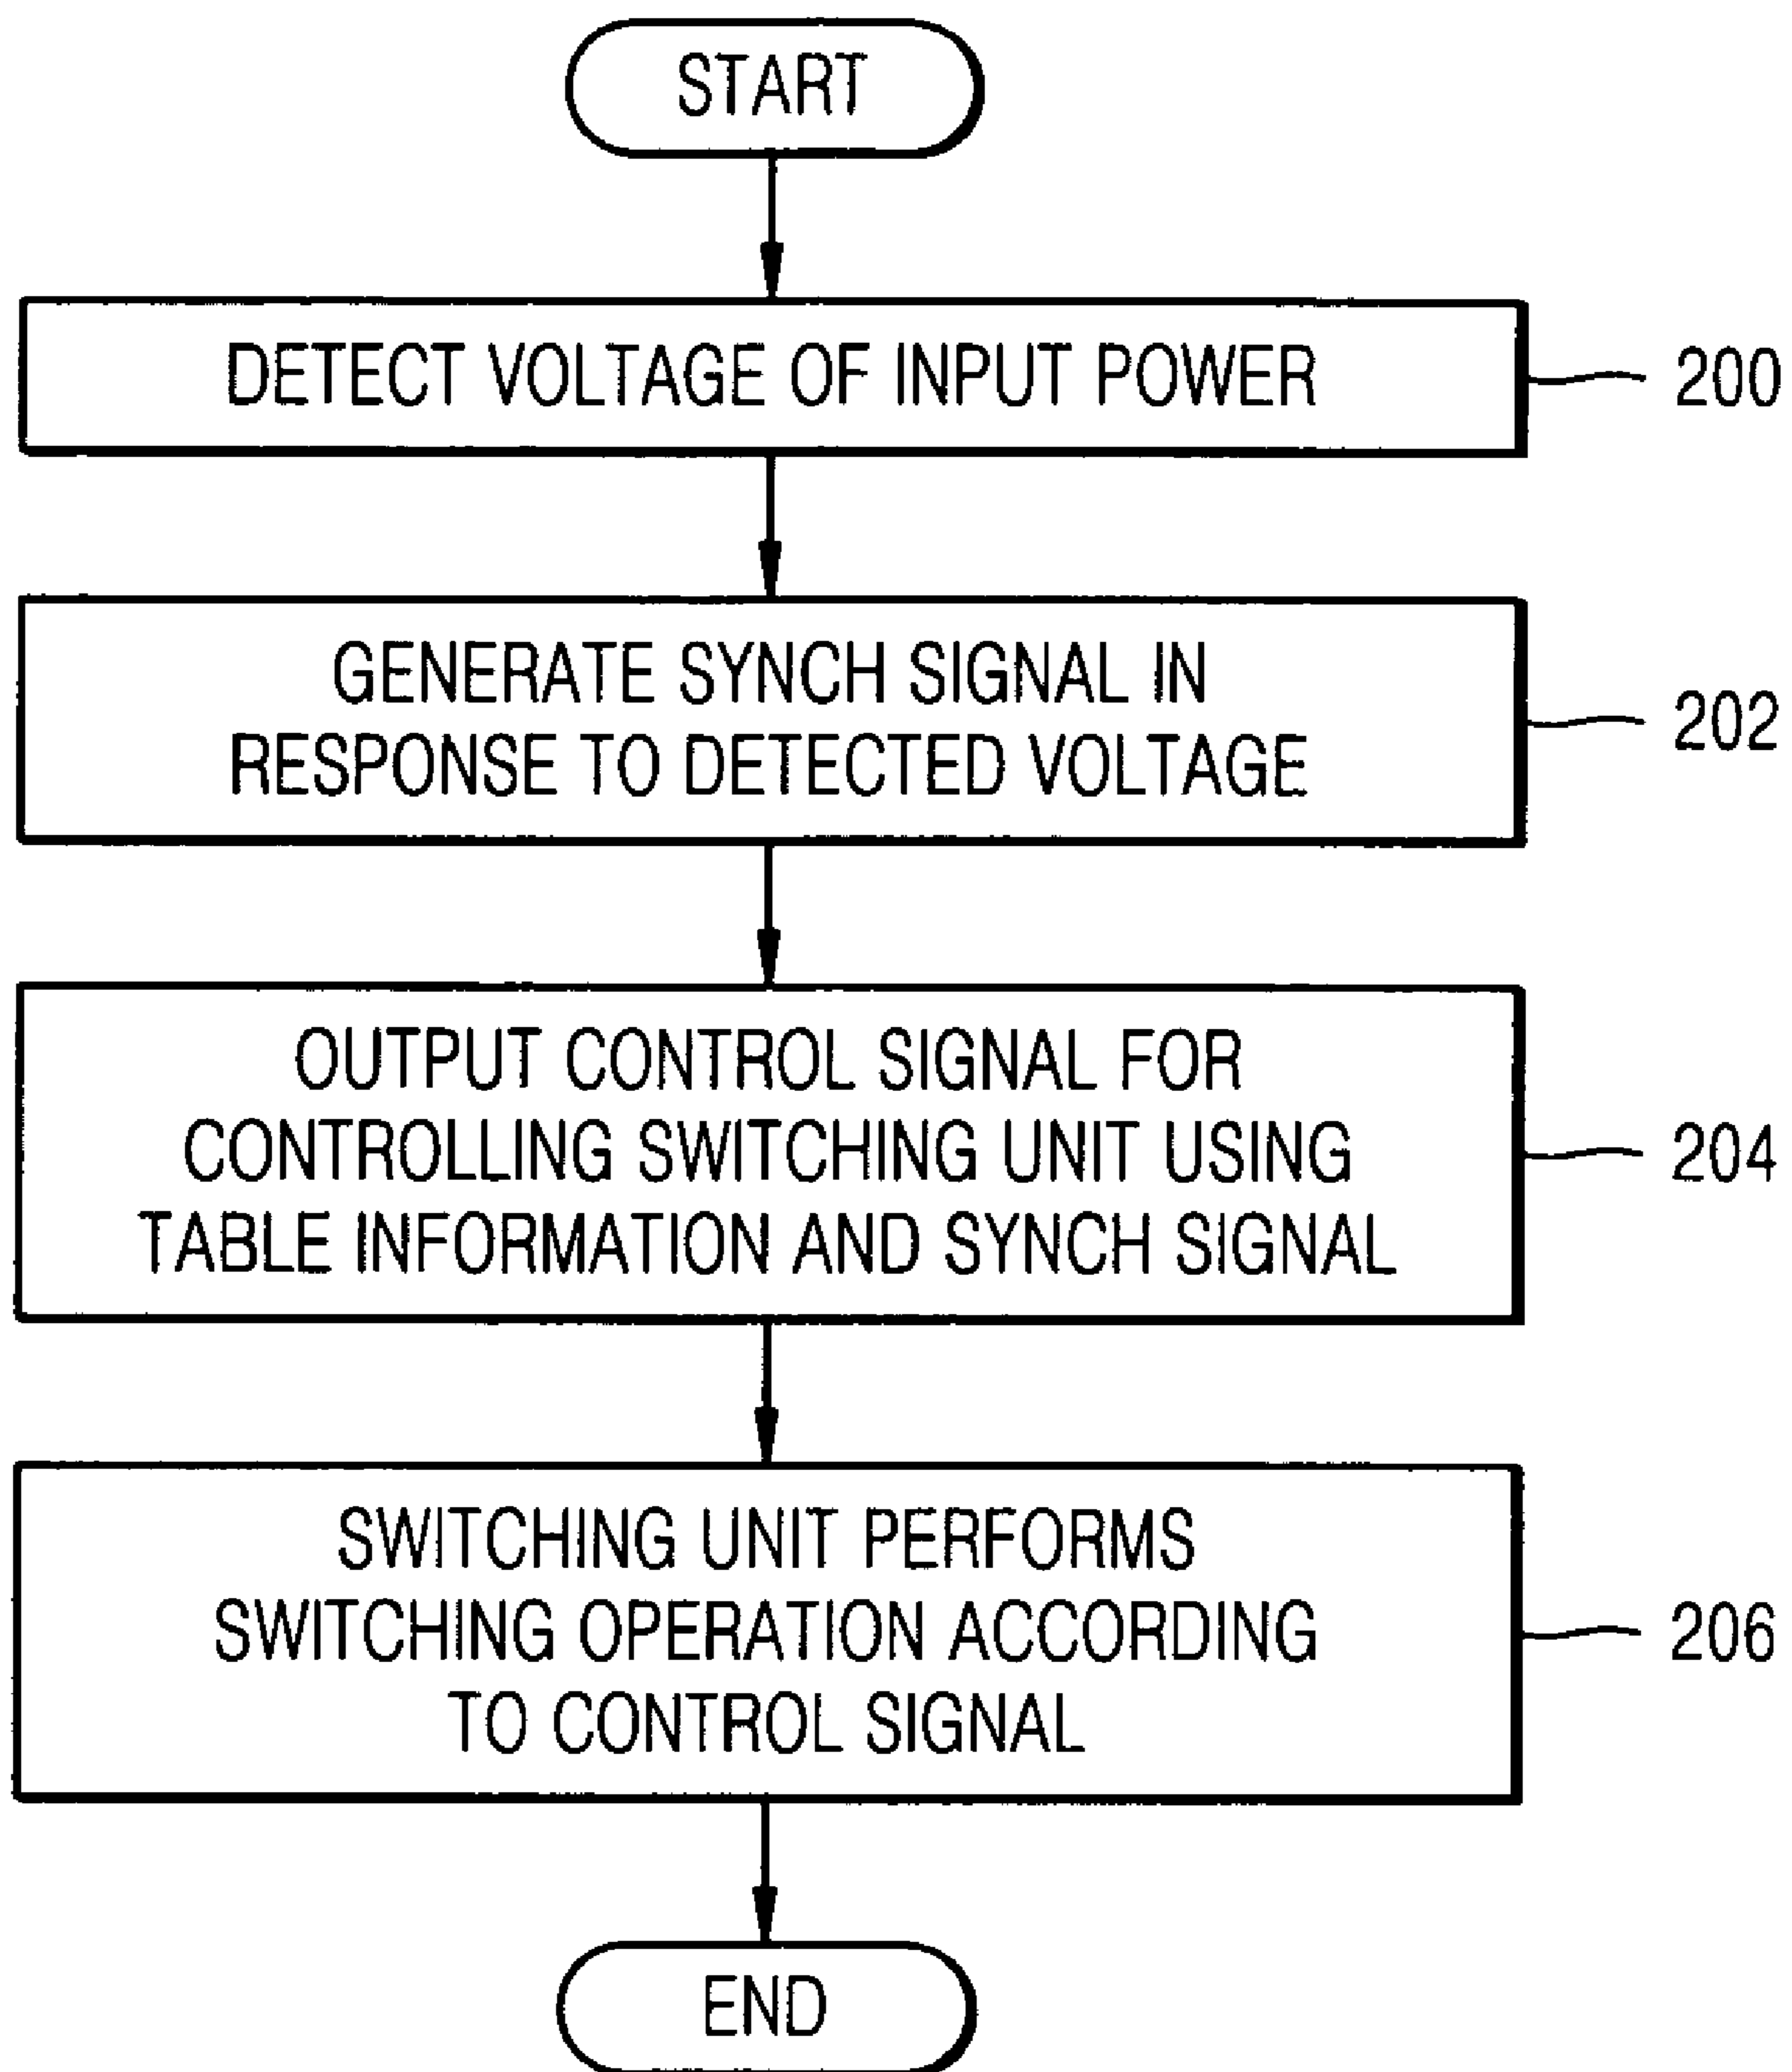 START
DETECT VOLTAGE OF INPUT POWER
200
GENERATE SYNCH SIGNAL IN
RESPONSE TO DETECTED VOLTAGE
202
OUTPUT CONTROL SIGNAL FOR
CONTROLLING SWITCHING UNIT USING
TABLE INFORMATION AND SYNCH SIGNAL
204
SWITCHING UNIT PERFORMS
SWITCHING OPERATION ACCORDING
TO CONTROL SIGNAL
206
END